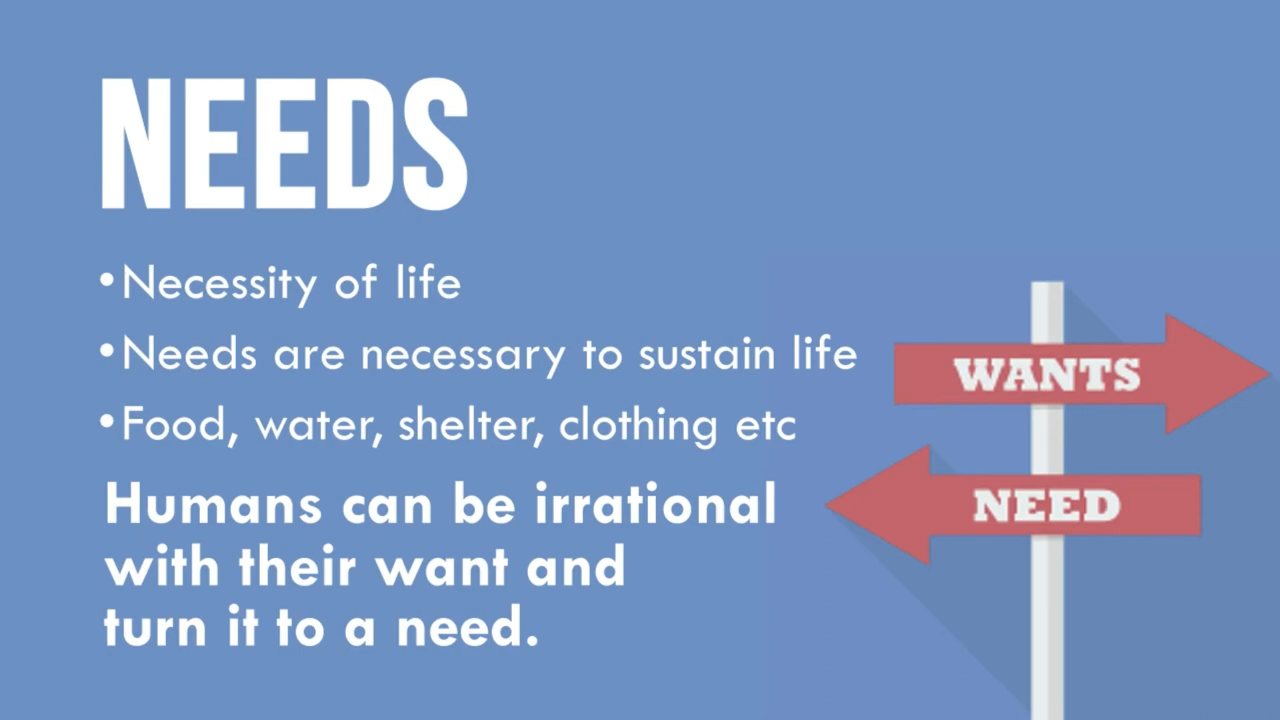 NEEDS
•Necessity of life
•Needs are necessary to sustain life
•Food, water, shelter, clothing etc
Humans can be irrational
with their want and
turn it to a need.
WANTS
NEED